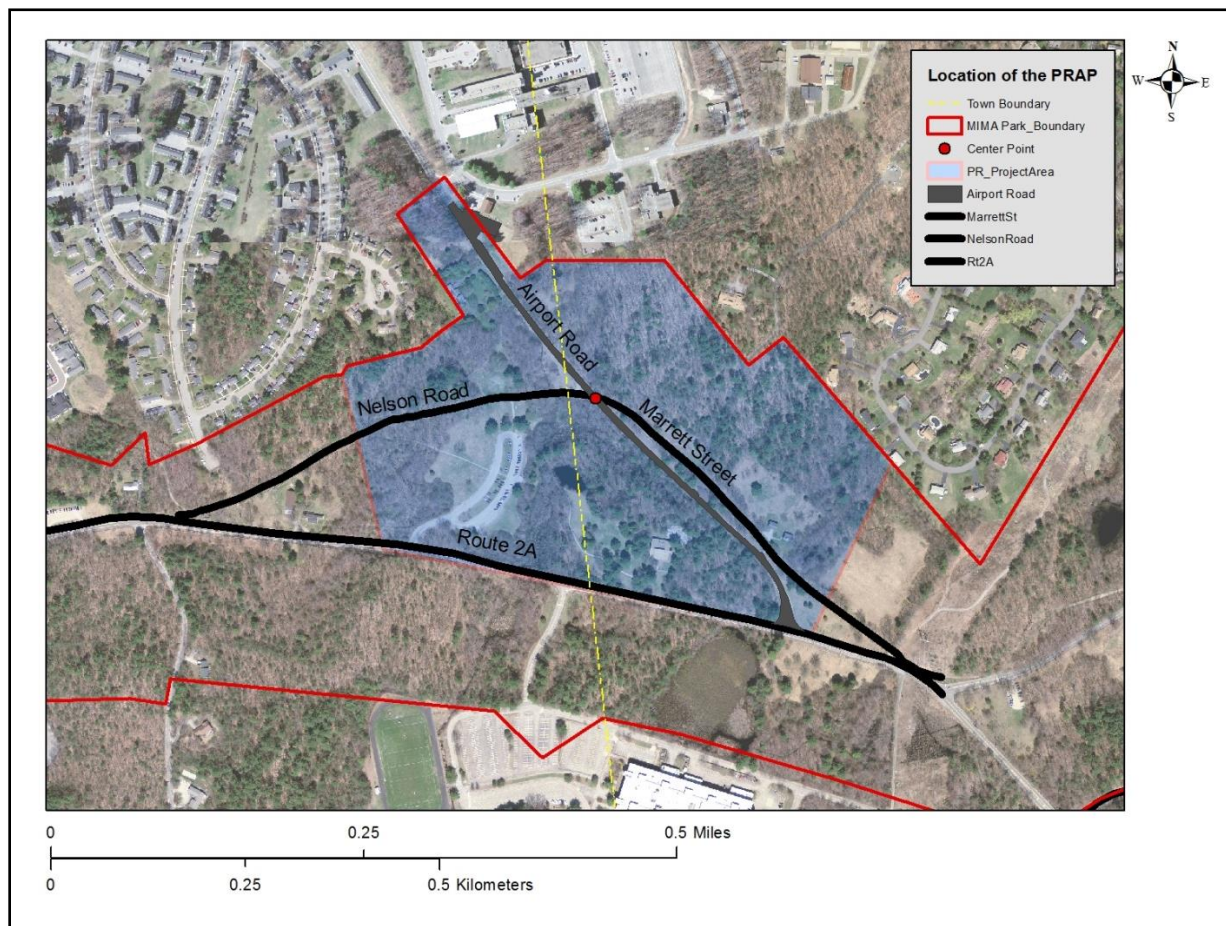 Location of the PRAP
Town Boundary
MIMA Park_Boundary
Center Point
PR_ProjectArea
Airport Road
MarrettSt
NelsonRoad
Rt2A
N
W E
S
Airport Road
Nelson Road
Marrett Street
Route 2A
0 0.25 0.5 Miles
0 0.25 0.5 Kilometers